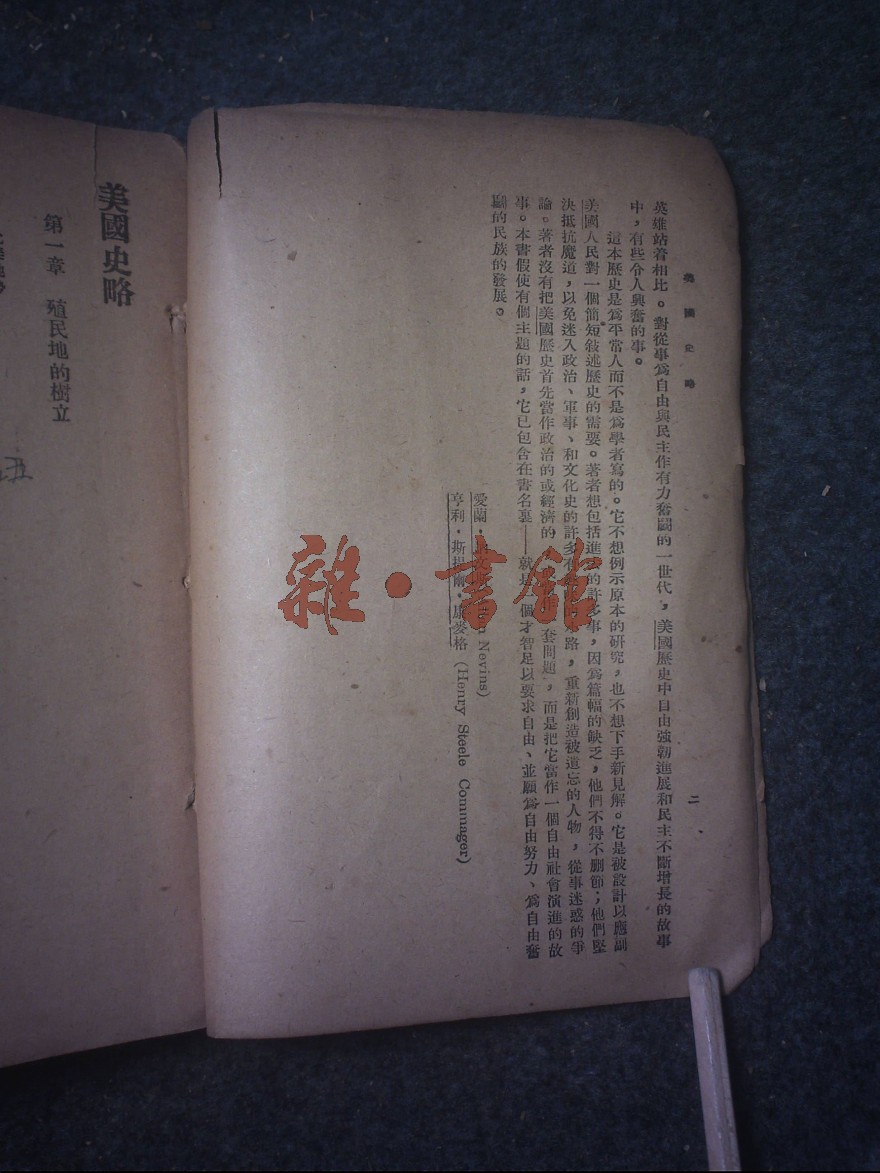 美國史略
二
英雄站着相比。對從事爲自由與民主作有力奮鬭的一世代，美國歷史中自由強韌進展和民主不斷增長的故事
中，有些令人興奮的事。
這本歷史是爲平常人而不是爲學者寫的。它不想例示原本的研究，也不想下手新見解。它是被設計以應副
美國人民對一個簡短敍述歷史的需要。著者想包括進去的許多事，因爲篇幅的缺乏，他們不得不删節；他們堅
決抵抗魔道，以免迷入政治、軍事、和文化史的許多有路，重新創造被遺忘的人物，從事迷惑的爭
論。著者沒有把美國歷史首先當作政治的或經濟的套問題，而是把它當作一個自由社會演進的故
事。本書假使有個主題的話，它已包含在書名裏——就是個才智足以要求自由、並願爲自由努力、爲自由奮
鬭的民族的發展。
愛蘭・Nevins)
亨利・斯提爾・康麥格 (Henry Steele Commager)
美國史略
第一章 殖民地的樹立
雜・書館